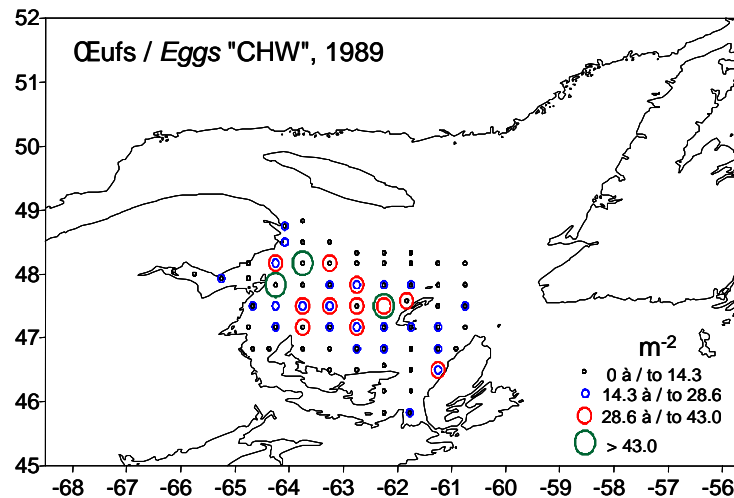 52
Œufs / Eggs "CHW", 1989
51
50
49
48
47
46
45
m-2
0 à / to 14.3
14.3 à / to 28.6
28.6 à / to 43.0
> 43.0
-68 -67 -66 -65 -64 -63 -62 -61 -60 -59 -58 -57 -56